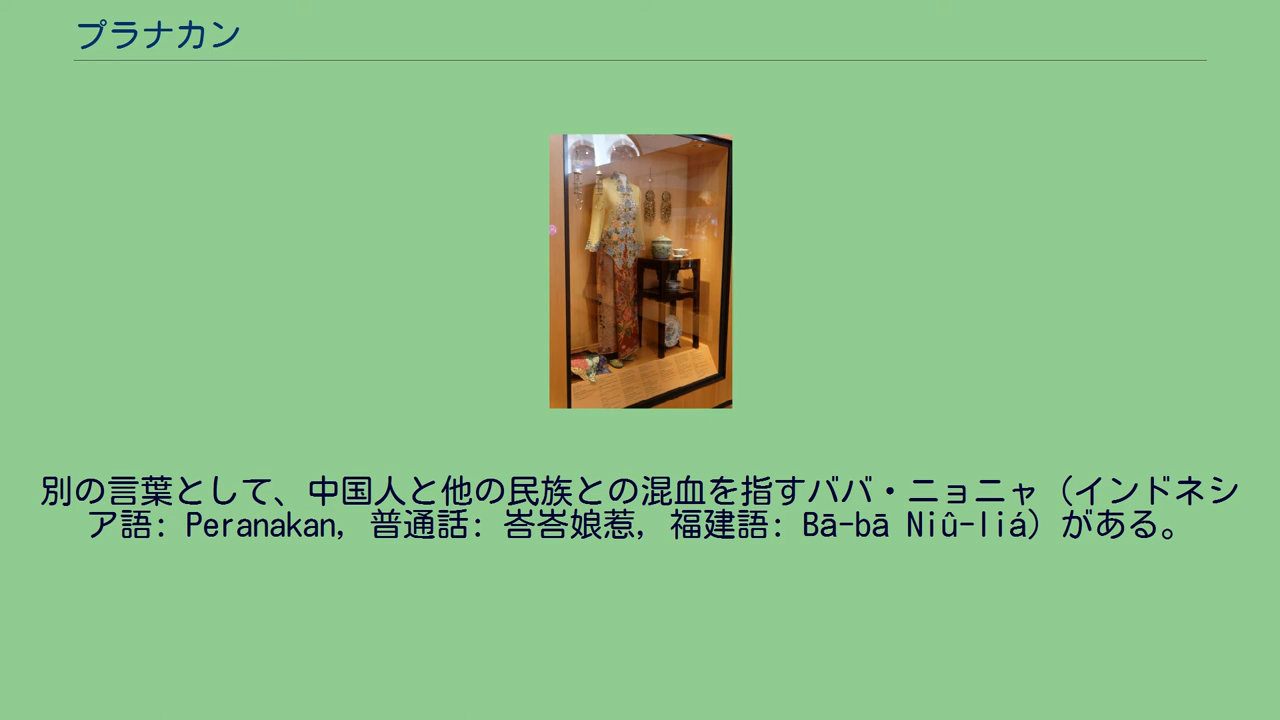 プラナカン
別の言葉として、中国人と他の民族との混血を指すババ・ニョニャ (インドネシ
ア語: Peranakan, 普通話: 峇峇娘惹, 福建語: Bā-bā Niû-liá) がある。